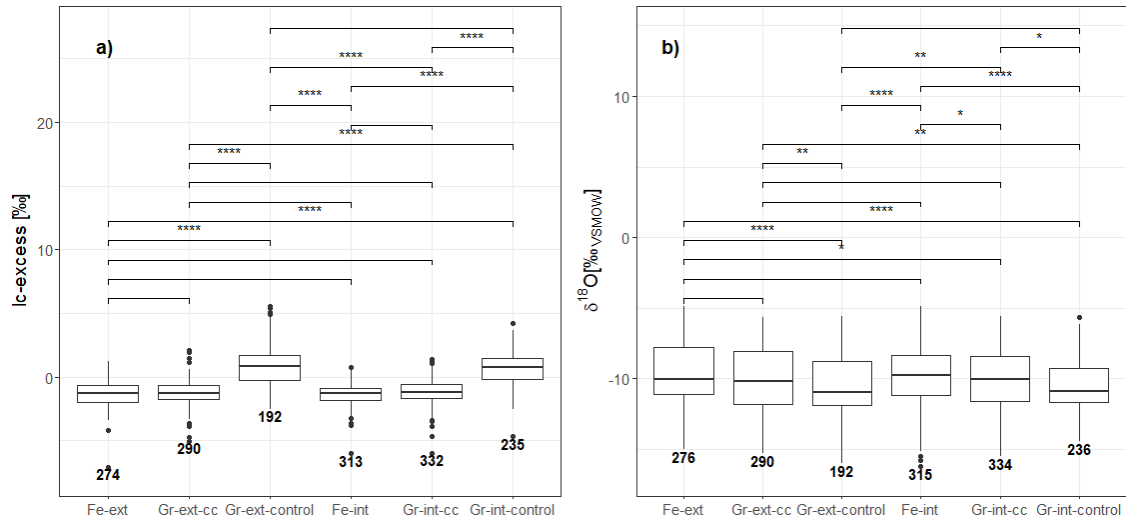 a)
****
****
****
****
20
****
****
****
****
10
0
lc-excess [‰]
274
290
192
313
332
235
Fe-ext
Gr-ext-cc
Gr-ext-control
Fe-int
Gr-int-cc
Gr-int-control
b)
*
**
****
10
****
*
**
**
****
0
****
*
-10
δ¹⁸O[‰VSMOW]
276
290
192
315
334
236
Fe-ext
Gr-ext-cc
Gr-ext-control
Fe-int
Gr-int-cc
Gr-int-control